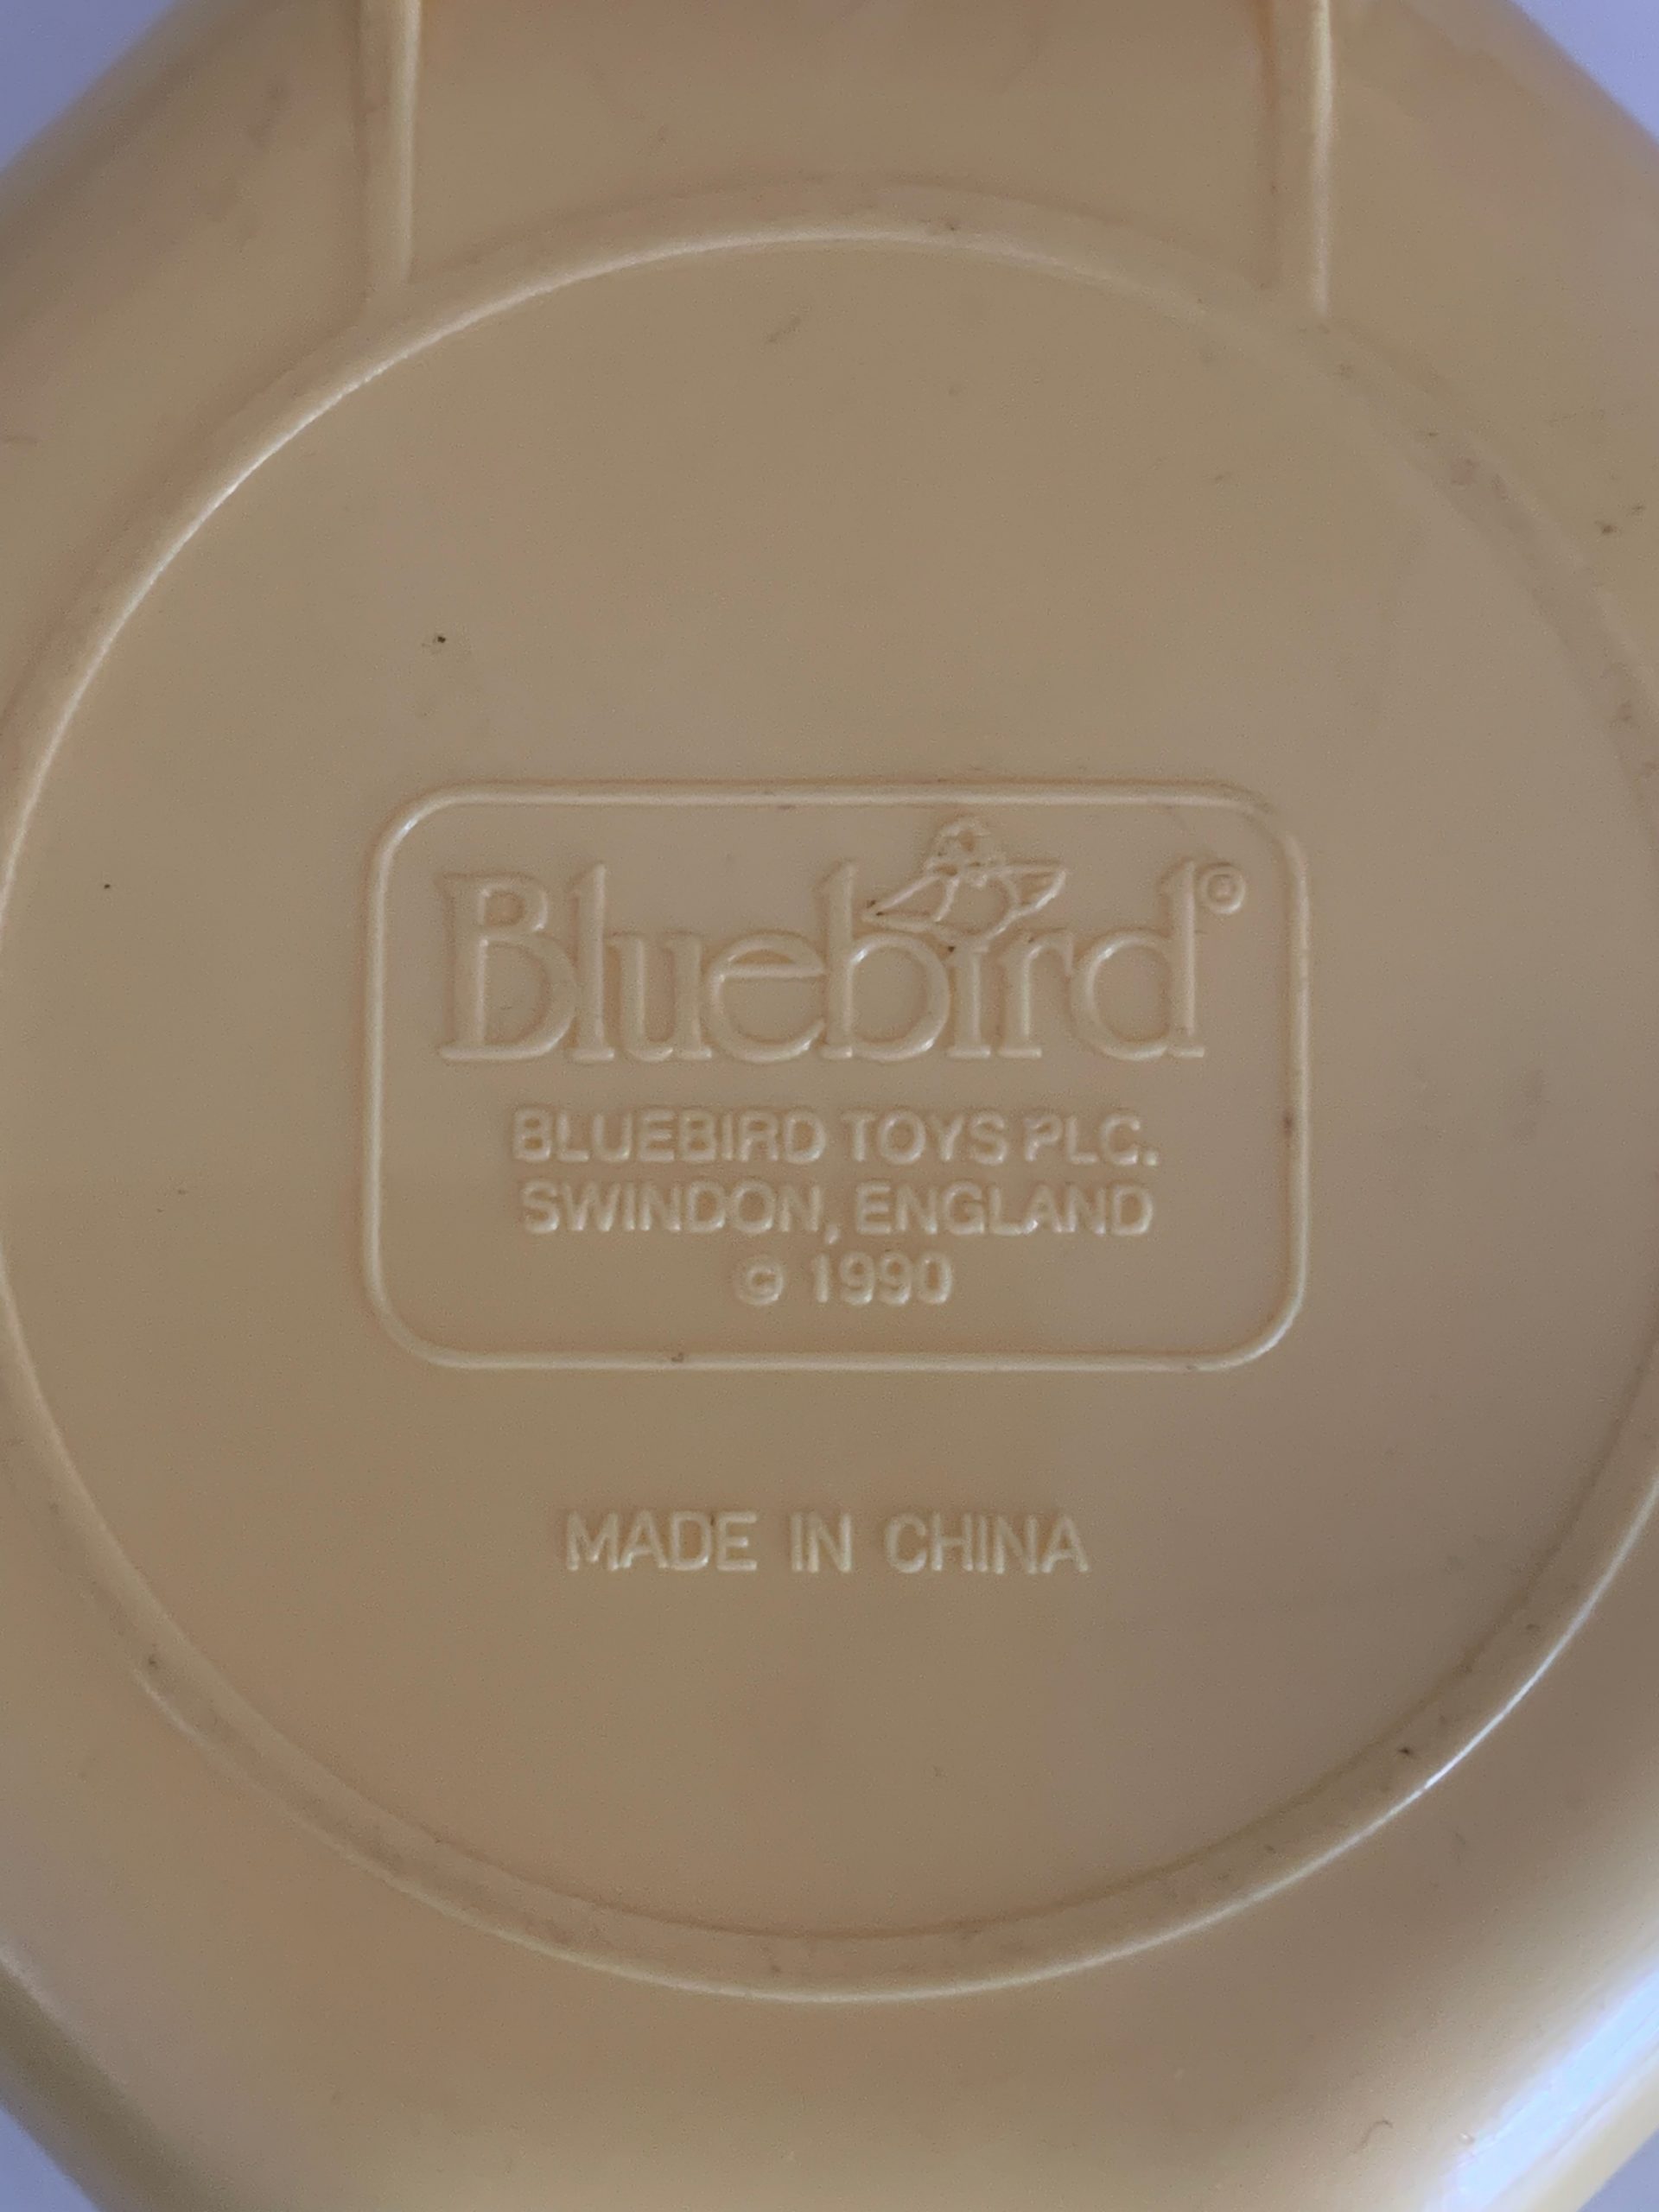 Bluebird®
BLUEBIRD TOYS PLC.
SWINDON, ENGLAND
© 1990
MADE IN CHINA